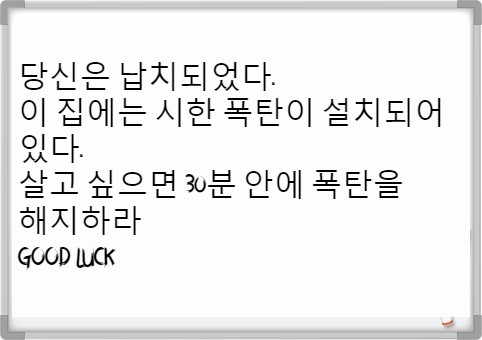 당신은 납치되었다.
이 집에는 시한 폭탄이 설치되어
있다.
살고 싶으면 30분 안에 폭탄을
해지하라
GOOD LUCK